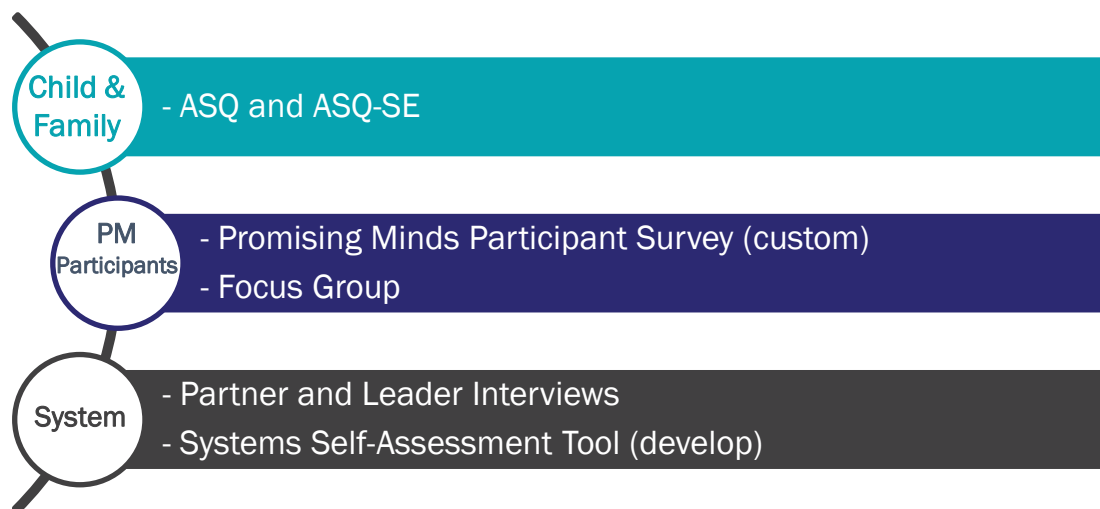 Child &
Family
- ASQ and ASQ-SE
PM
Participants
- Promising Minds Participant Survey (custom)
- Focus Group
System
- Partner and Leader Interviews
- Systems Self-Assessment Tool (develop)